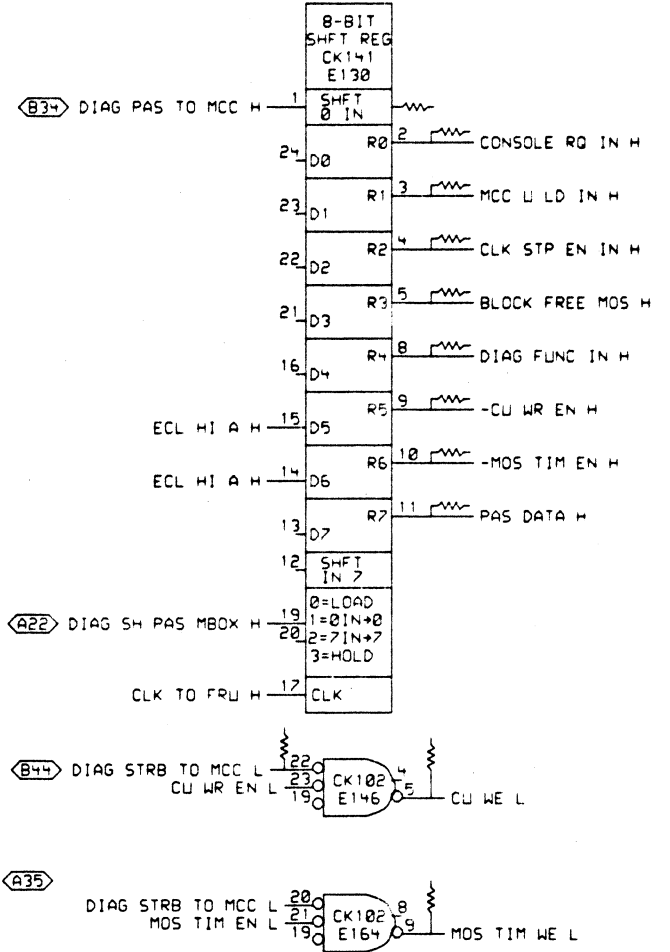 8-BIT
SHFT REG
CK141
E130
B34 DIAG PAS TO MCC H 1 SHFT
0 IN
R0 2 CONSOLE RQ IN H
24 D0
R1 3 MCC U LD IN H
23 D1
R2 4 CLK STP EN IN H
22 D2
R3 5 BLOCK FREE MOS H
21 D3
R4 8 DIAG FUNC IN H
16 D4
R5 9 -CU WR EN H
ECL HI A H 15 D5
R6 10 -MOS TIM EN H
ECL HI A H 14 D6
R7 11 PAS DATA H
13 D7
12 SHFT
IN 7
0=LOAD
A22 DIAG SH PAS MBOX H 19 1=0IN→0
20 2=7IN→7
3=HOLD
CLK TO FRU H 17 CLK
B44 DIAG STRB TO MCC L 22 CK102 4
CU WR EN L 23 E146 5 CU WE L
19
A35
DIAG STRB TO MCC L 20 CK102 8
MOS TIM EN L 21 E164 9 MOS TIM WE L
19